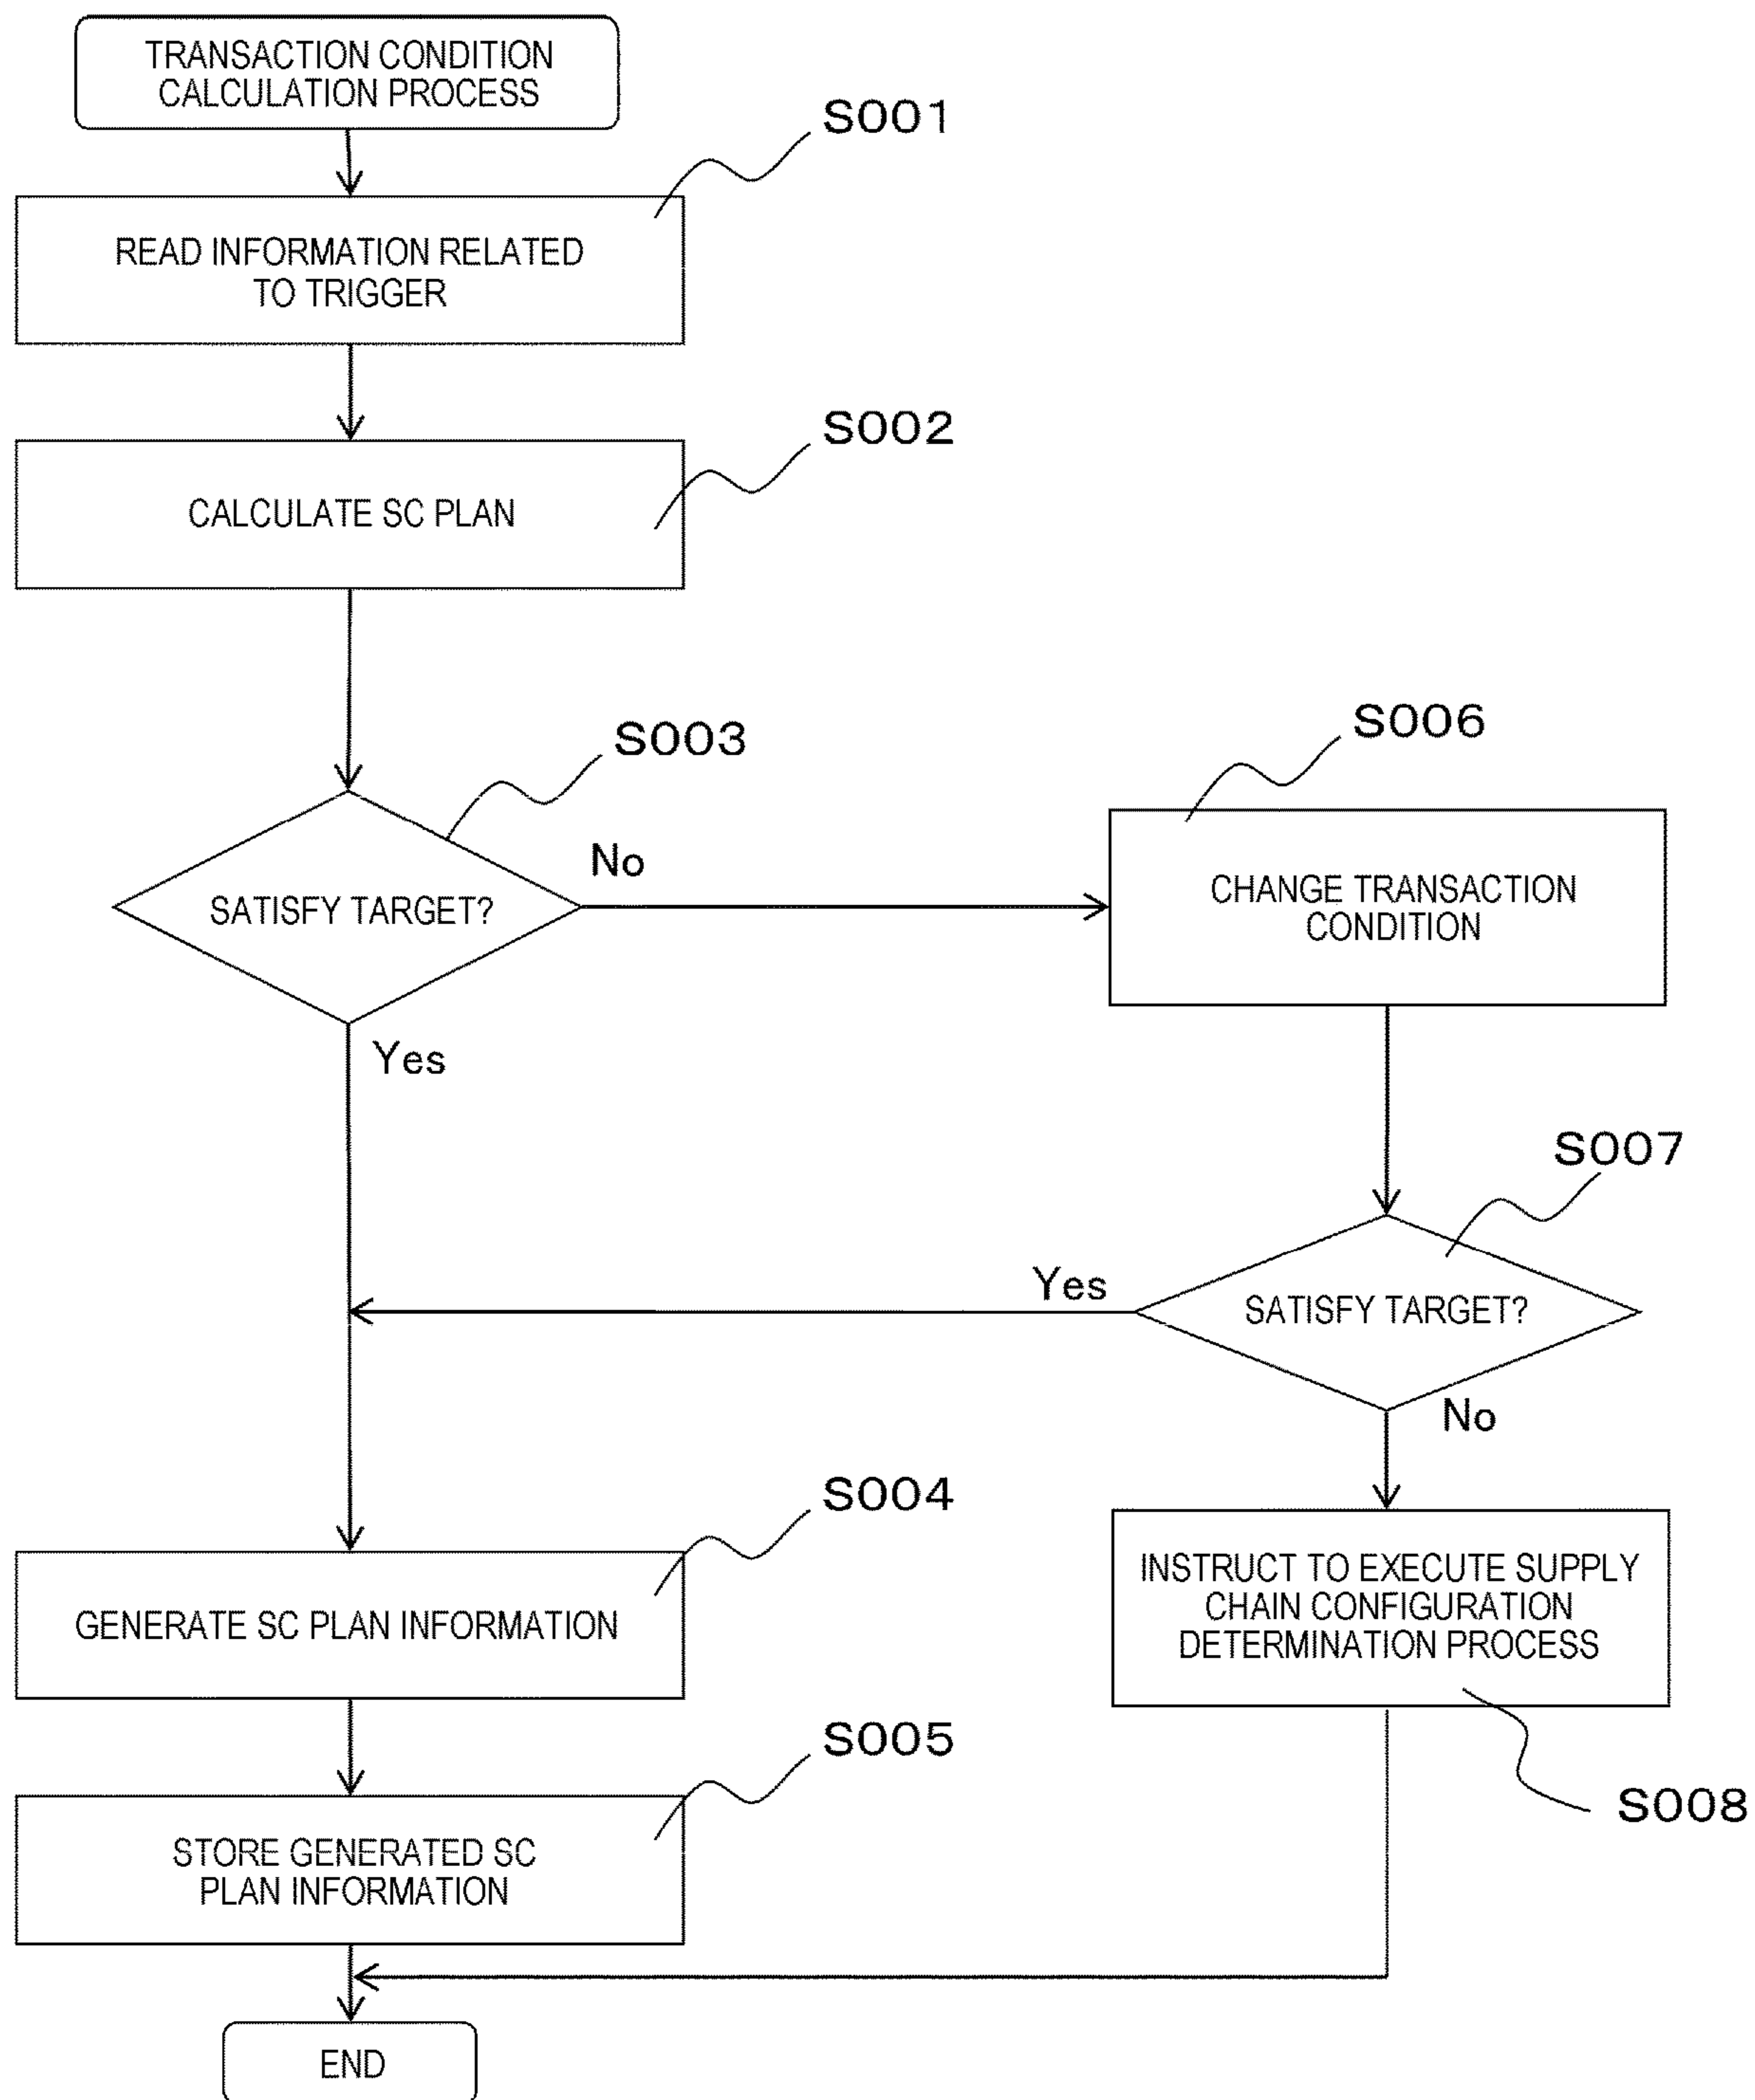 TRANSACTION CONDITION
CALCULATION PROCESS
S001
READ INFORMATION RELATED
TO TRIGGER
S002
CALCULATE SC PLAN
S003
SATISFY TARGET?
No
Yes
S006
CHANGE TRANSACTION
CONDITION
S007
SATISFY TARGET?
Yes
No
S004
GENERATE SC PLAN INFORMATION
INSTRUCT TO EXECUTE SUPPLY
CHAIN CONFIGURATION
DETERMINATION PROCESS
S008
S005
STORE GENERATED SC
PLAN INFORMATION
END